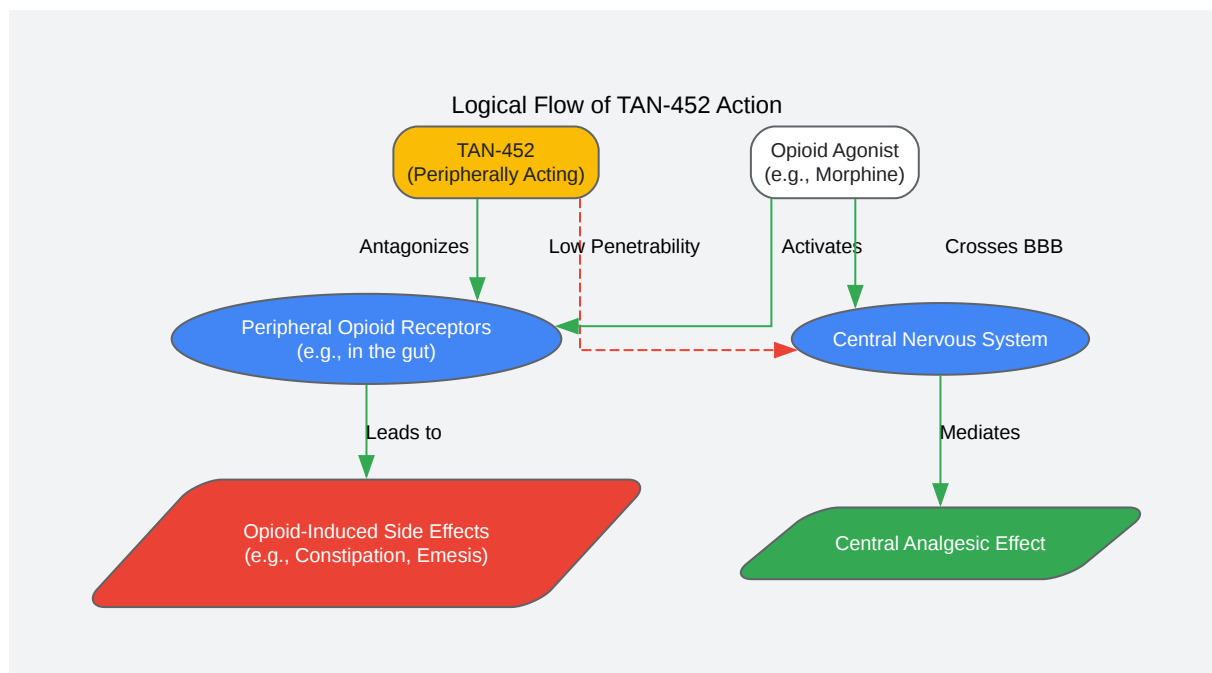 Logical Flow of TAN-452 Action
TAN-452
(Peripherally Acting)
Opioid Agonist
(e.g., Morphine)
Antagonizes
Low Penetrability
Activates
Crosses BBB
Peripheral Opioid Receptors
(e.g., in the gut)
Central Nervous System
Leads to
Mediates
Opioid-Induced Side Effects
(e.g., Constipation, Emesis)
Central Analgesic Effect